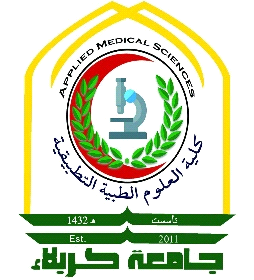 APPLIED MEDICAL SCIENCES
كلية العلوم الطبية التطبيقية
تأسست 1432 هـ
Est. 2011
جامعة كربلاء